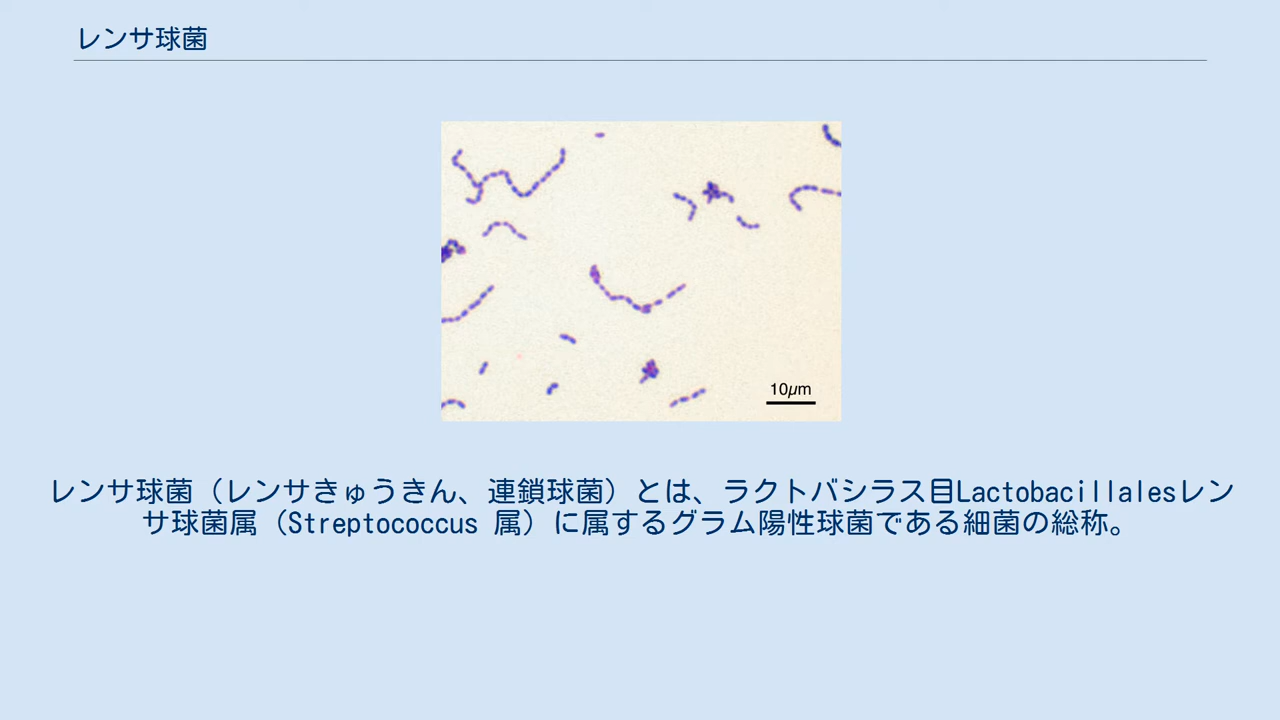 レンサ球菌
10μm
レンサ球菌（レンサきゅうきん、連鎖球菌）とは、ラクトバシラス目Lactobacillalesレン
サ球菌属（Streptococcus 属）に属するグラム陽性球菌である細菌の総称。